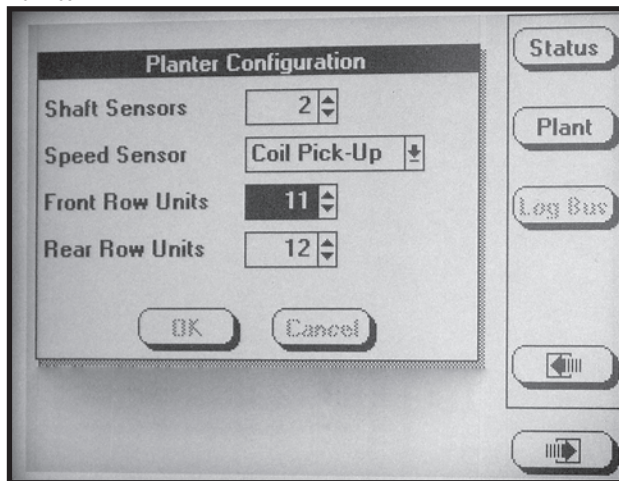 Planter Configuration
Shaft Sensors 2
Speed Sensor Coil Pick-Up
Front Row Units 11
Rear Row Units 12
OK Cancel
Status
Plant
Log Bus